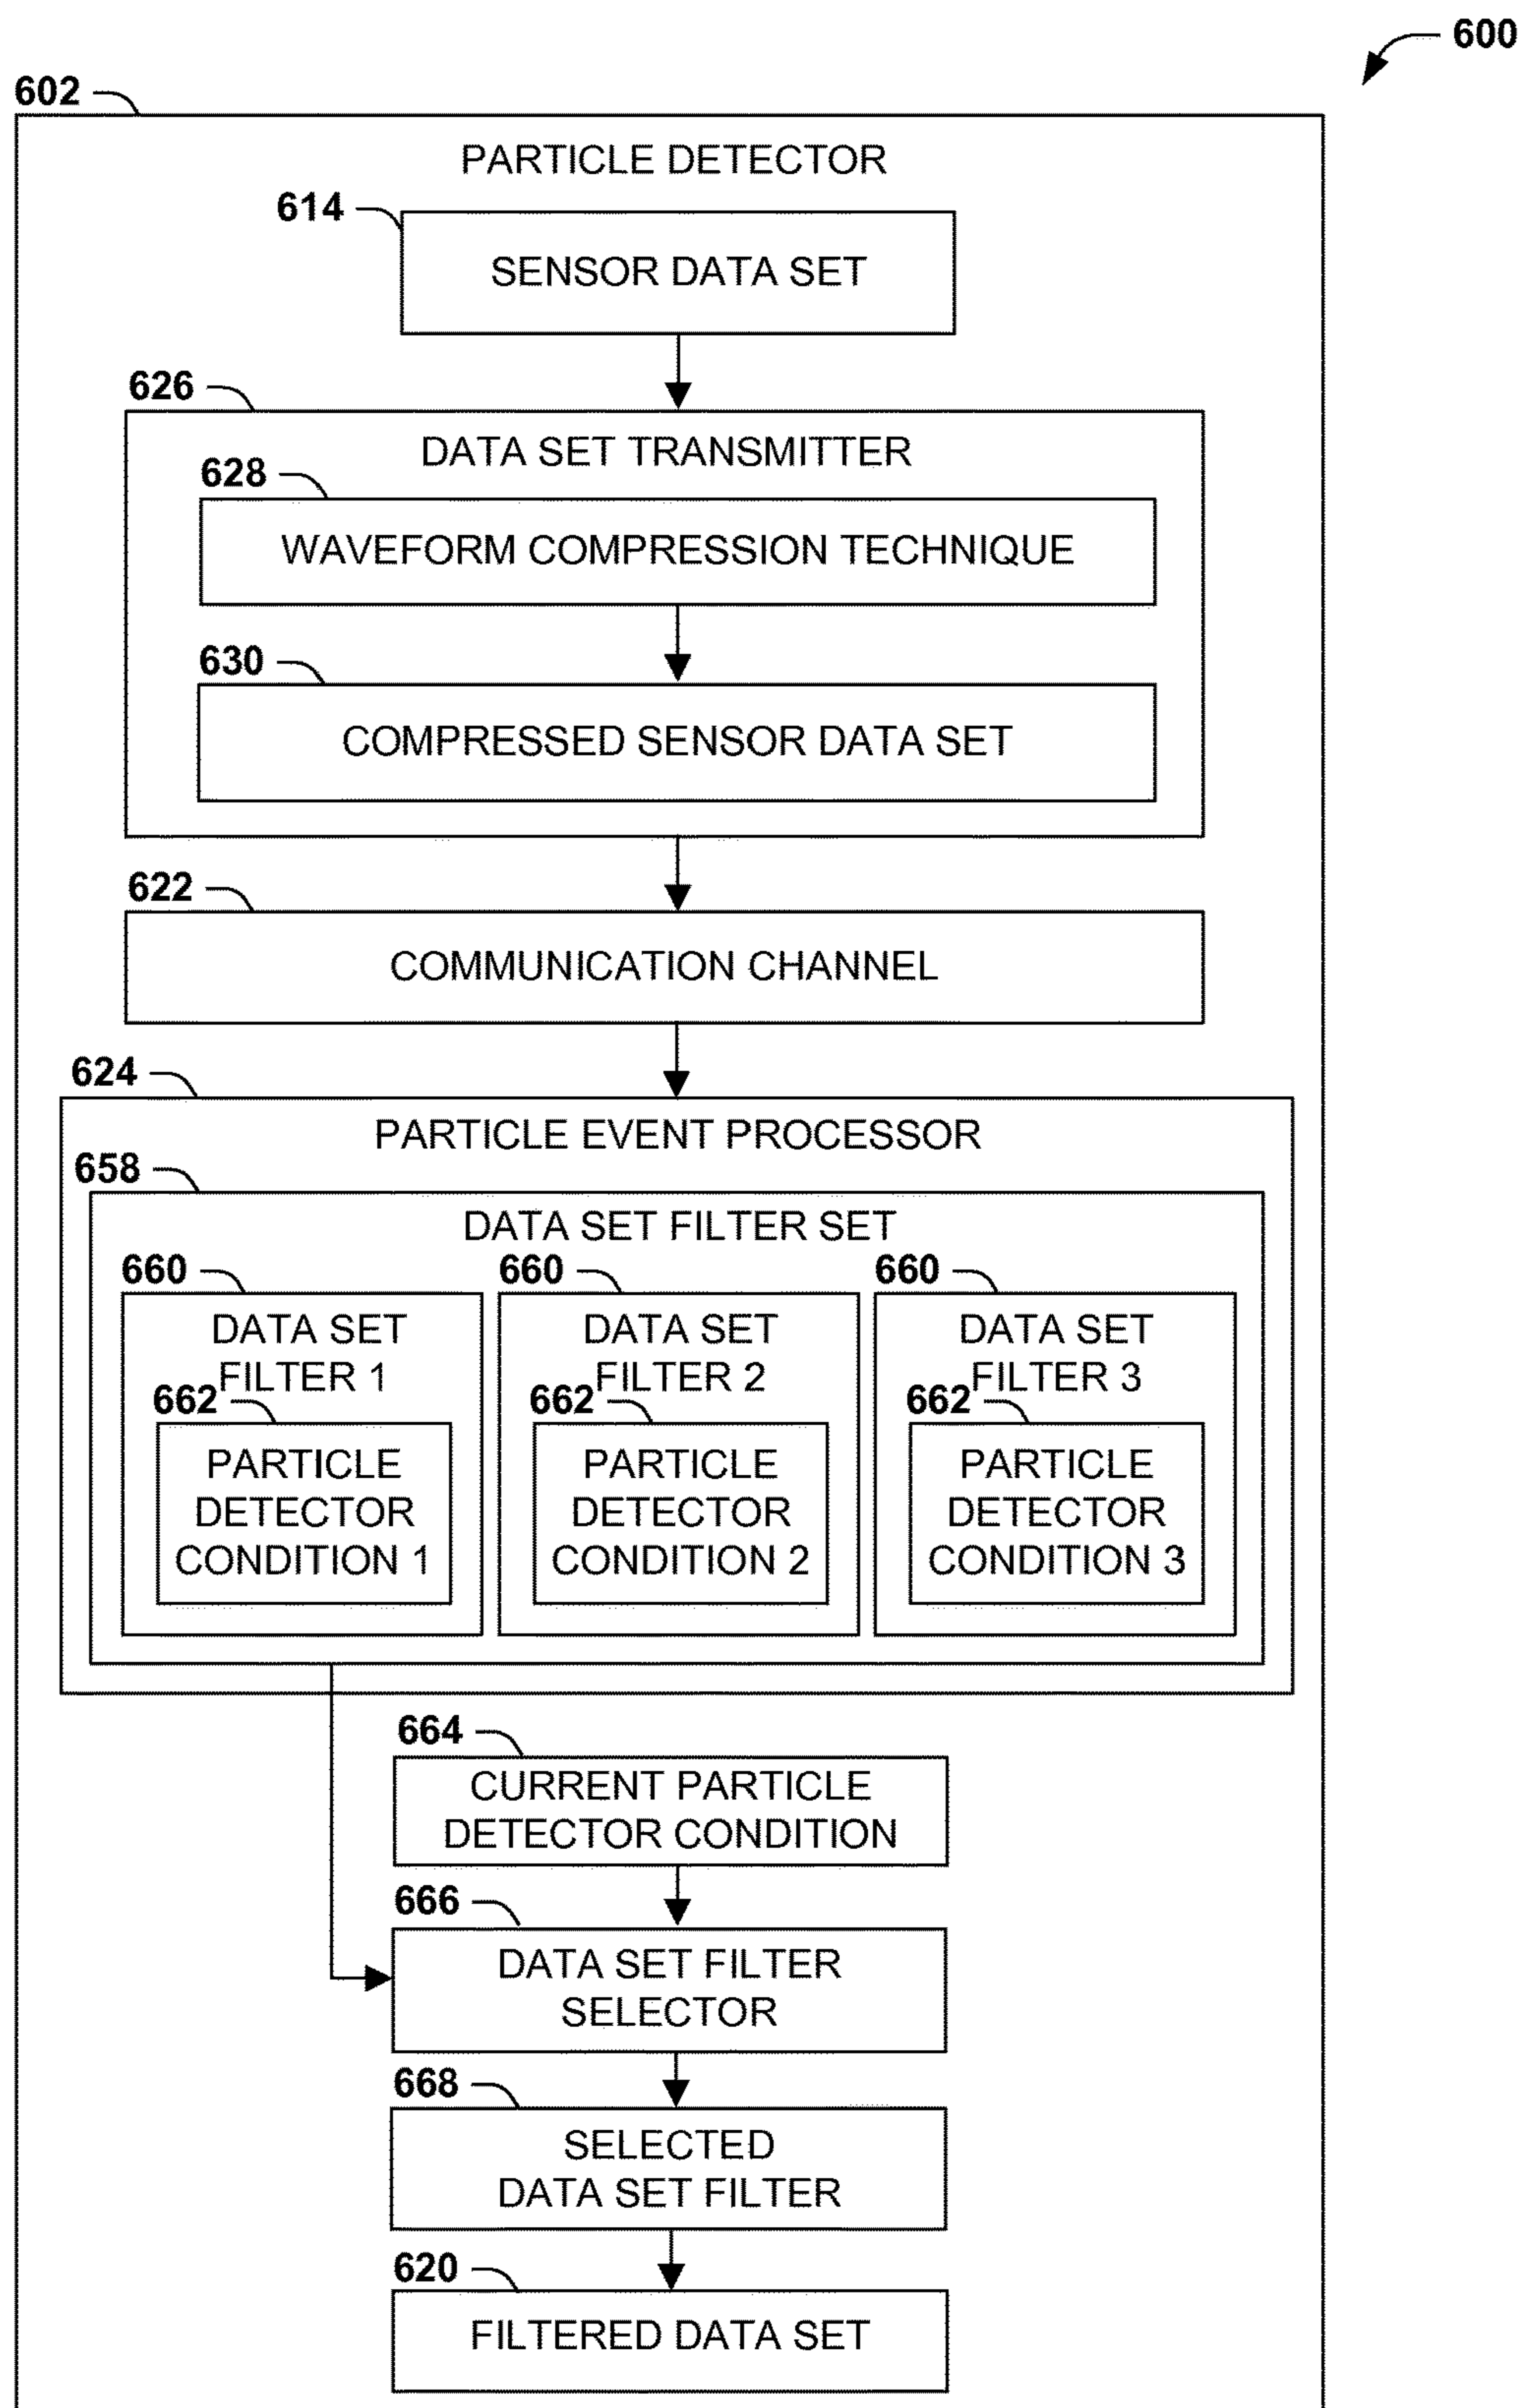 600
602
PARTICLE DETECTOR
614
SENSOR DATA SET
626
DATA SET TRANSMITTER
628
WAVEFORM COMPRESSION TECHNIQUE
630
COMPRESSED SENSOR DATA SET
622
COMMUNICATION CHANNEL
624
PARTICLE EVENT PROCESSOR
658
DATA SET FILTER SET
660
DATA SET
FILTER 1
662
PARTICLE
DETECTOR
CONDITION 1
660
DATA SET
FILTER 2
662
PARTICLE
DETECTOR
CONDITION 2
660
DATA SET
FILTER 3
662
PARTICLE
DETECTOR
CONDITION 3
664
CURRENT PARTICLE
DETECTOR CONDITION
666
DATA SET FILTER
SELECTOR
668
SELECTED
DATA SET FILTER
620
FILTERED DATA SET